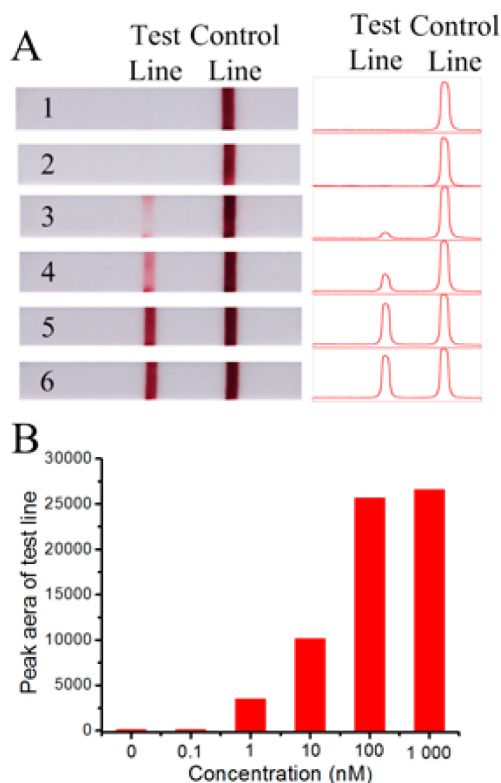 A
Test Control
Line Line
Test Control
Line Line
1
2
3
4
5
6
B
30000
25000
20000
15000
10000
5000
0
Peak aera of test line
0 0.1 1 10 100 1 000
Concentration (nM)